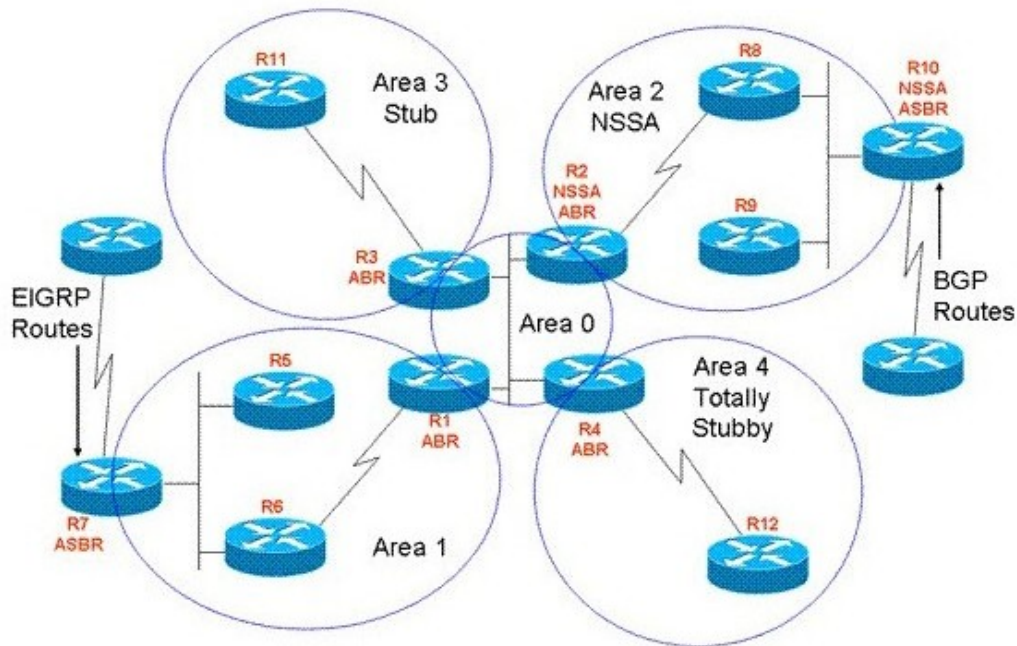 R11
Area 3
Stub
R3
ABR
R8
Area 2
NSSA
R10
NSSA
ASBR
R2
NSSA
ABR
R9
EIGRP
Routes
BGP
Routes
Area 0
R5
R1
ABR
R6
R7
ASBR
Area 1
R4
ABR
Area 4
Totally
Stubby
R12